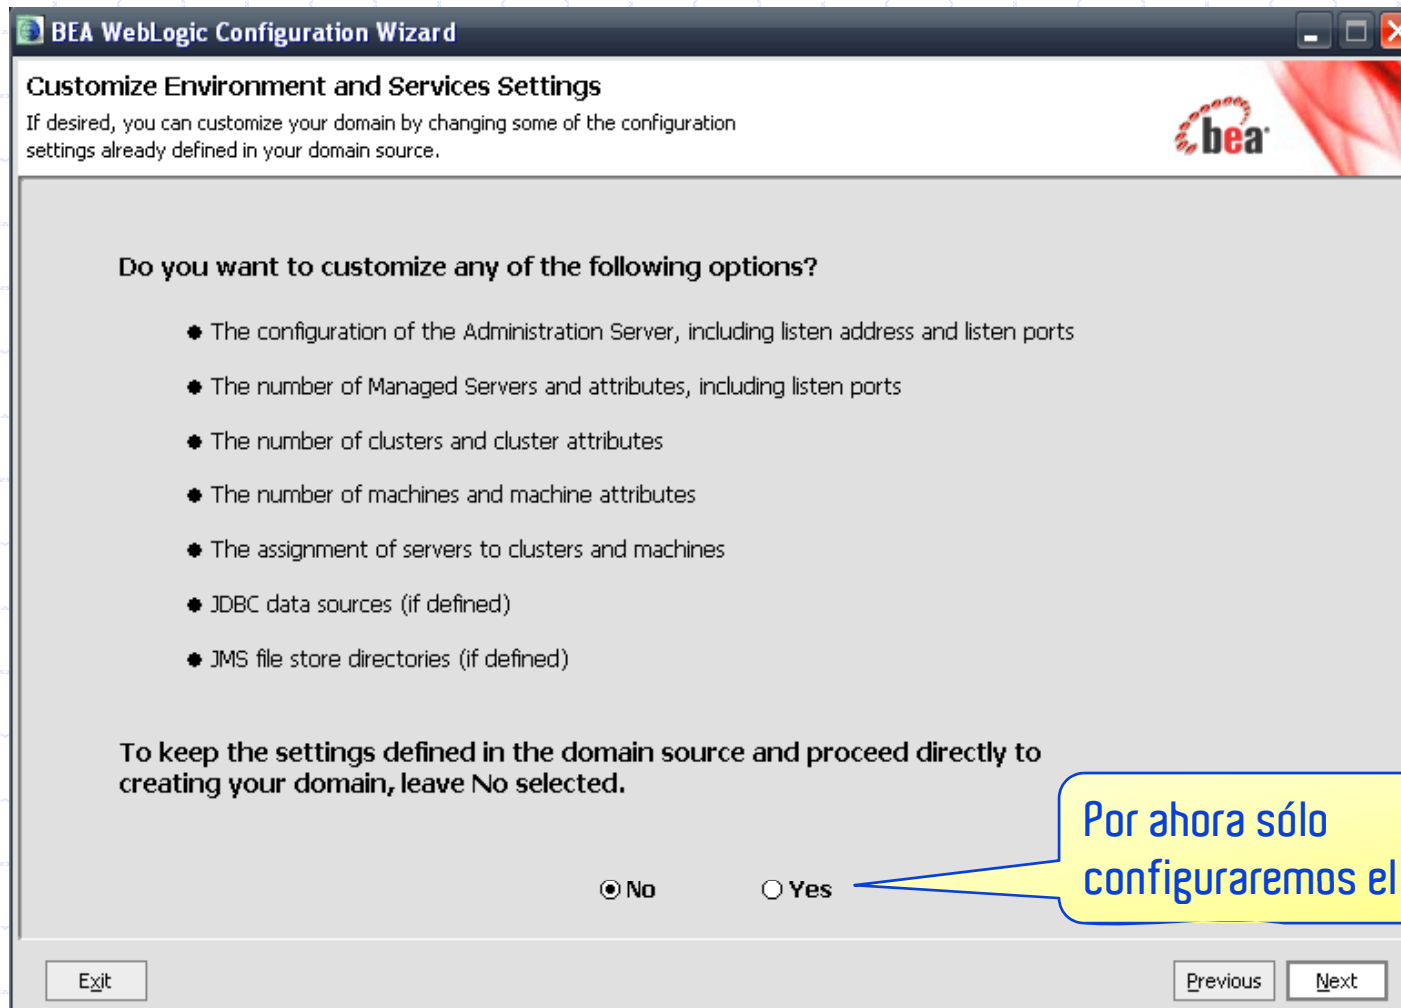 BEA WebLogic Configuration Wizard
Customize Environment and Services Settings
If desired, you can customize your domain by changing some of the configuration
settings already defined in your domain source.
bea
Do you want to customize any of the following options?
The configuration of the Administration Server, including listen address and listen ports
The number of Managed Servers and attributes, including listen ports
The number of clusters and cluster attributes
The number of machines and machine attributes
The assignment of servers to clusters and machines
JDBC data sources (if defined)
JMS file store directories (if defined)
To keep the settings defined in the domain source and proceed directly to
creating your domain, leave No selected.
Por ahora sólo
configuraremos el
No Yes
Exit Previous Next